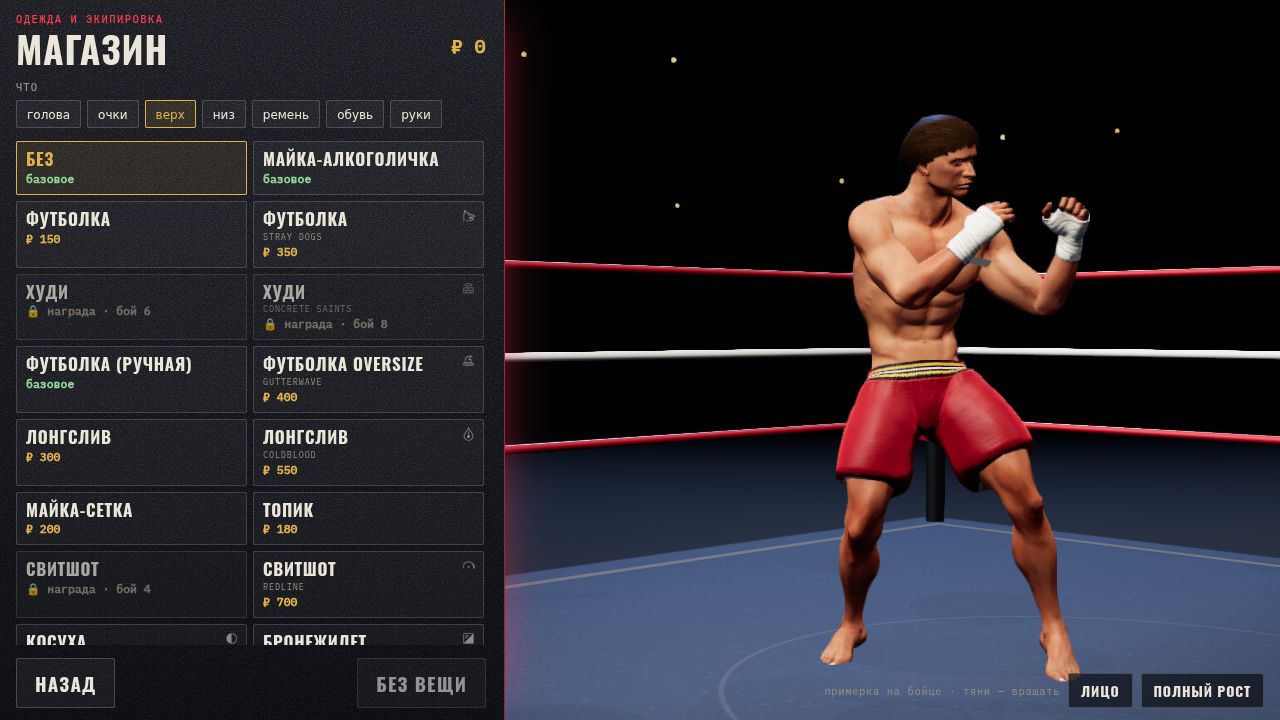 ОДЕЖДА И ЭКИПИРОВКА
МАГАЗИН
₽ 0
ЧТО
голова очки верх низ ремень обувь руки
БЕЗ
базовое
МАЙКА-АЛКОГОЛИЧКА
базовое
ФУТБОЛКА
₽ 150
ФУТБОЛКА
STRAY DOGS
₽ 350
ХУДИ
награда · бой 6
ХУДИ
CONCRETE SAINTS
награда · бой 8
ФУТБОЛКА (РУЧНАЯ)
базовое
ФУТБОЛКА OVERSIZE
GUTTERWAVE
₽ 400
ЛОНГСЛИВ
₽ 300
ЛОНГСЛИВ
COLDBLOOD
₽ 550
МАЙКА-СЕТКА
₽ 200
ТОПИК
₽ 180
СВИТШОТ
награда · бой 4
СВИТШОТ
REDLINE
₽ 700
КОСУХА
БРОНЕЖИЛЕТ
НАЗАД
БЕЗ ВЕЩИ
примерка на бойце · тяни — вращать
ЛИЦО
ПОЛНЫЙ РОСТ